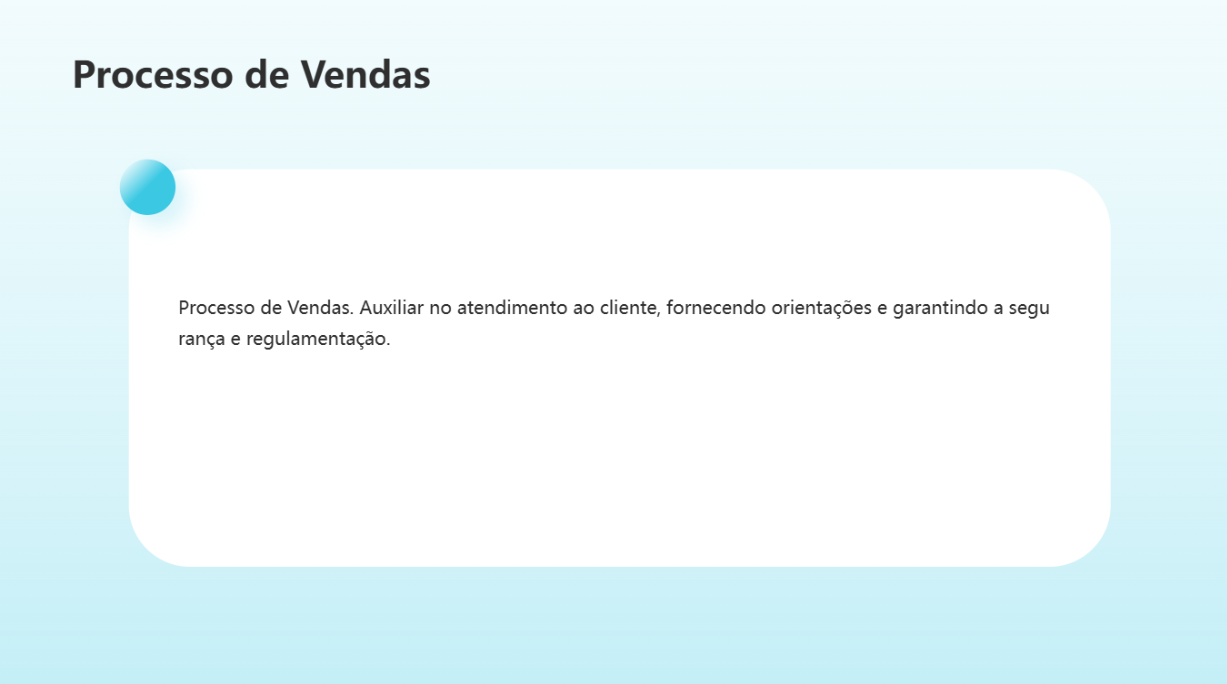 Processo de Vendas
Processo de Vendas. Auxiliar no atendimento ao cliente, fornecendo orientações e garantindo a segu
rança e regulamentação.